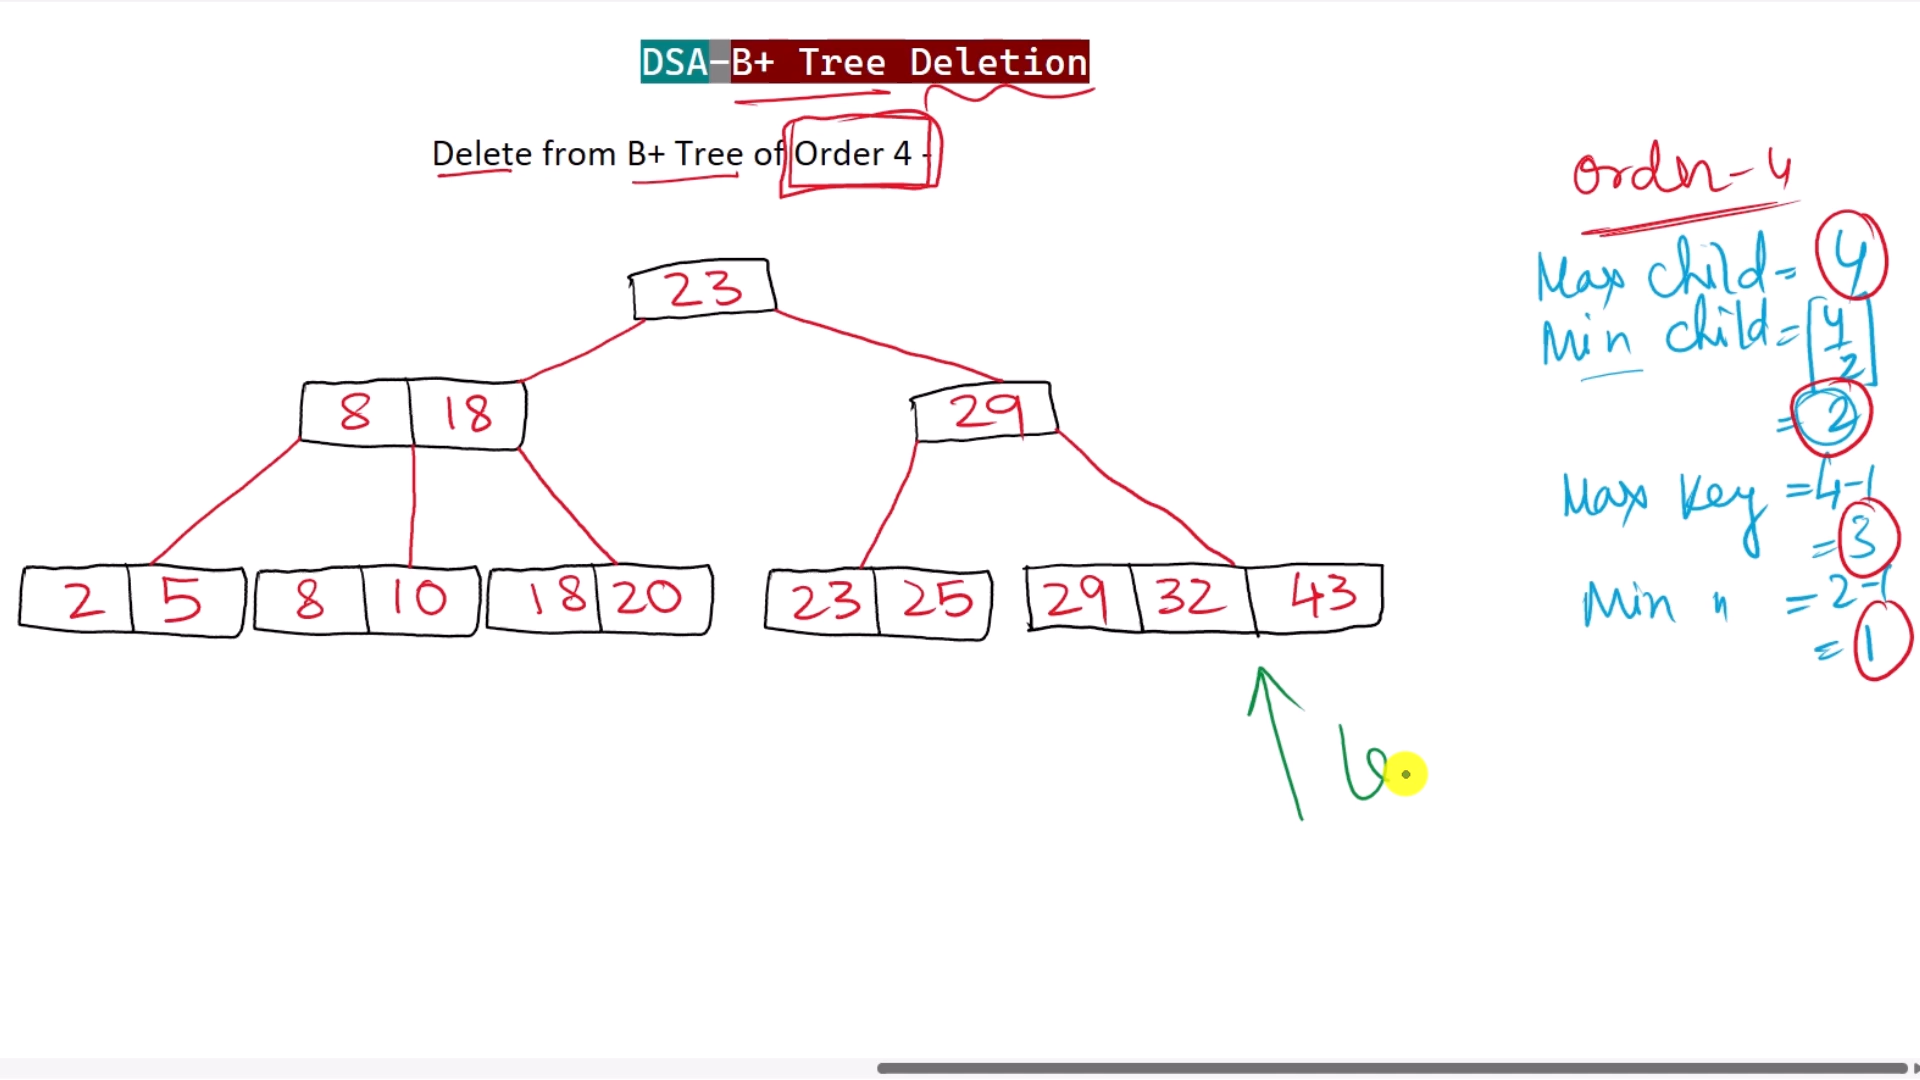 DSA-B+ Tree Deletion
Delete from B+ Tree of Order 4 -
23
8 18
29
2 5
8 10
18 20
23 25
29 32 43
Order-4
Max child = 4
Min child = ⌈4/2⌉
= 2
Max Key = 4-1
= 3
Min " = 2-1
= 1